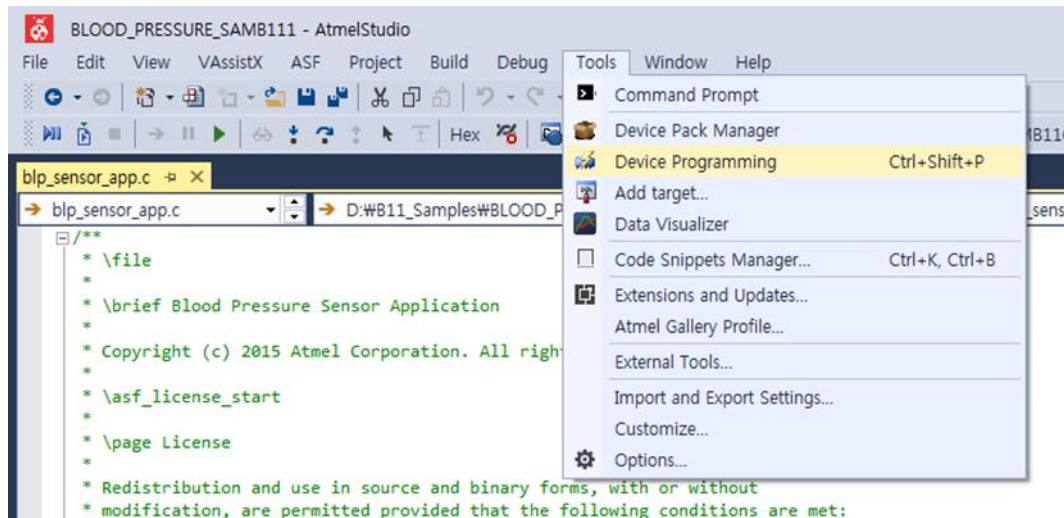 BLOOD_PRESSURE_SAMB111 - AtmelStudio
File Edit View VAssistX ASF Project Build Debug Tools Window Help
Hex
Command Prompt
Device Pack Manager
Device Programming Ctrl+Shift+P
Add target...
Data Visualizer
Code Snippets Manager... Ctrl+K, Ctrl+B
Extensions and Updates...
Atmel Gallery Profile...
External Tools...
Import and Export Settings...
Customize...
Options...
blp_sensor_app.c
blp_sensor_app.c D:₩B11_Samples₩BLOOD_P
/**
* \file
*
* \brief Blood Pressure Sensor Application
*
* Copyright (c) 2015 Atmel Corporation. All righ
*
* \asf_license_start
*
* \page License
*
* Redistribution and use in source and binary forms, with or without
* modification, are permitted provided that the following conditions are met: